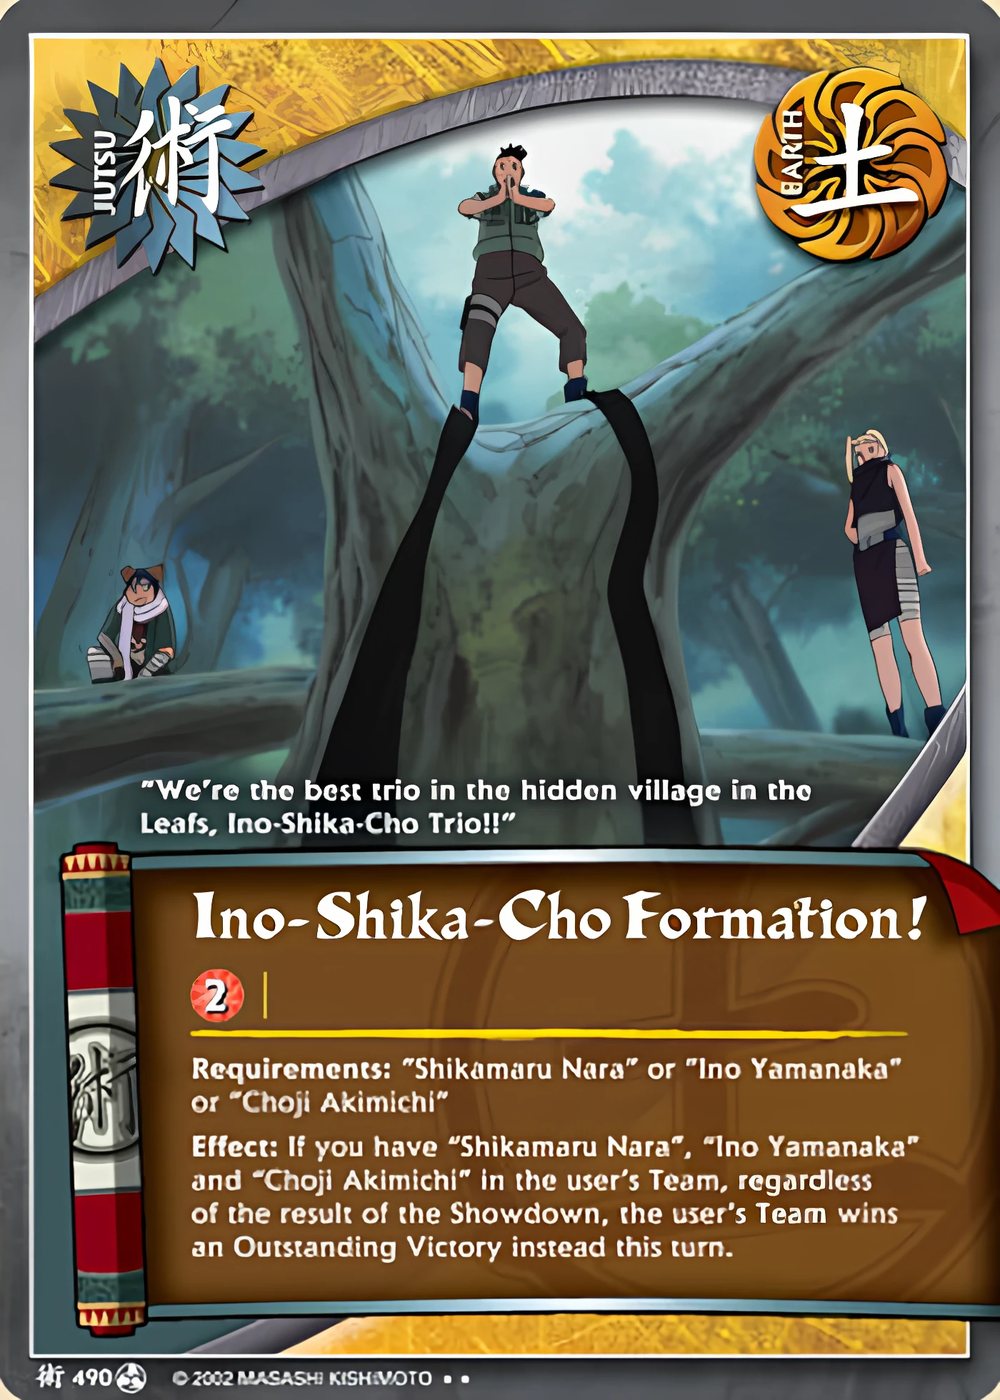 JUTSU
術
EARTH
土
"We're the best trio in the hidden village in the
Leafs, Ino-Shika-Cho Trio!!"
Ino-Shika-Cho Formation!
2
Requirements: "Shikamaru Nara" or "Ino Yamanaka"
or "Choji Akimichi"
Effect: If you have "Shikamaru Nara", "Ino Yamanaka"
and "Choji Akimichi" in the user's Team, regardless
of the result of the Showdown, the user's Team wins
an Outstanding Victory instead this turn.
術
術 490 © 2002 MASASHI KISHIMOTO